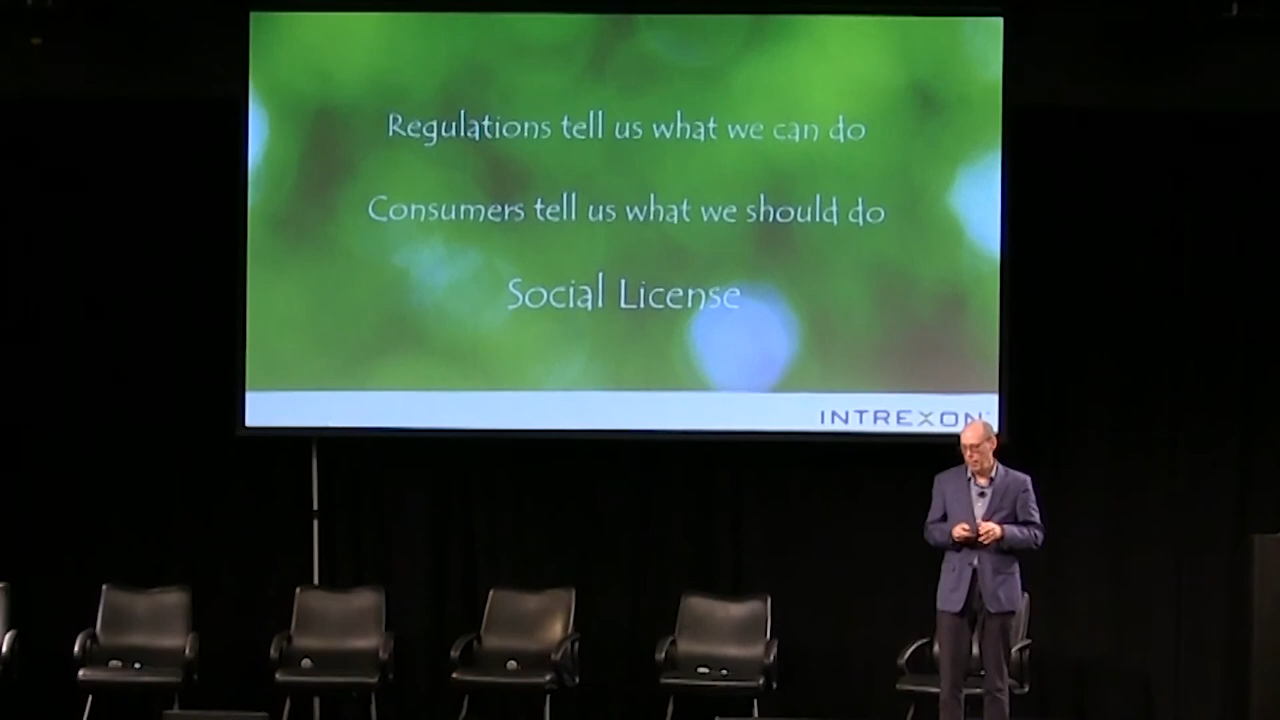 Regulations tell us what we can do
Consumers tell us what we should do
Social License
INTREXON